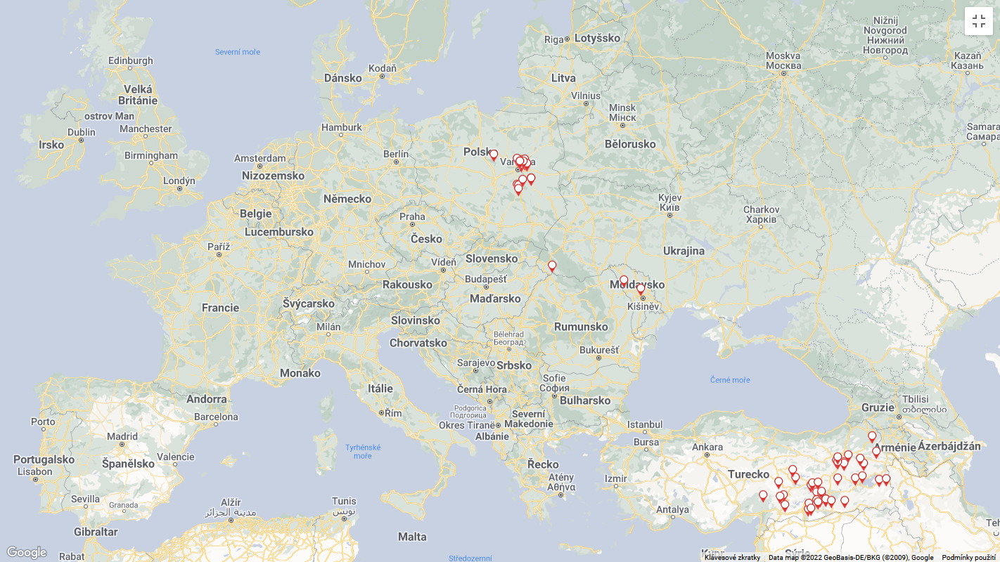 Nižnij
Novgorod
Нижний
Новгород
Riga
Lotyšsko
Severní moře
Moskva
Москва
Kazaň
Казань
Edinburgh
Kodaň
Dánsko
Litva
Velká
Británie
Vilnius
Minsk
Мінск
ostrov Man
Manchester
Hamburk
Dublin
Samara
Самара
Irsko
Bělorusko
Birmingham
Amsterdam
Berlín
Nizozemsko
Londýn
Německo
Kyjev
Київ
Belgie
Praha
Charkov
Харків
Lucembursko
Česko
Paříž
Ukrajina
Slovensko
Mnichov
Vídeň
Budapešť
Rakousko
Moldavsko
Maďarsko
Švýcarsko
Francie
Kišiněv
Slovinsko
Milán
Rumunsko
Chorvatsko
Bělehrad
Београд
Bukurešť
Monako
Sarajevo
Srbsko
Sofie
София
Černé moře
Itálie
Černá Hora
Andorra
Bulharsko
Tbilisi
თბილისი
Gruzie
Podgorica
Подгорица
Řím
Severní
Makedonie
Barcelona
Porto
Okres Tiranë
Istanbul
Albánie
Madrid
Bursa
Ankara
Arménie
Ázerbájdžán
Tyrhénské
moře
Portugalsko
Valencie
Španělsko
Řecko
Lisabon
Turecko
Atény
Αθήνα
Izmir
Sevilla
Granada
Alžír
مدينة الجزائر
Tunis
تونس
Antalya
Gibraltar
Malta
Rabat
Google
Středozemní
Klávesové zkratky
Data map ©2022 GeoBasis-DE/BKG (©2009), Google
Podmínky použití